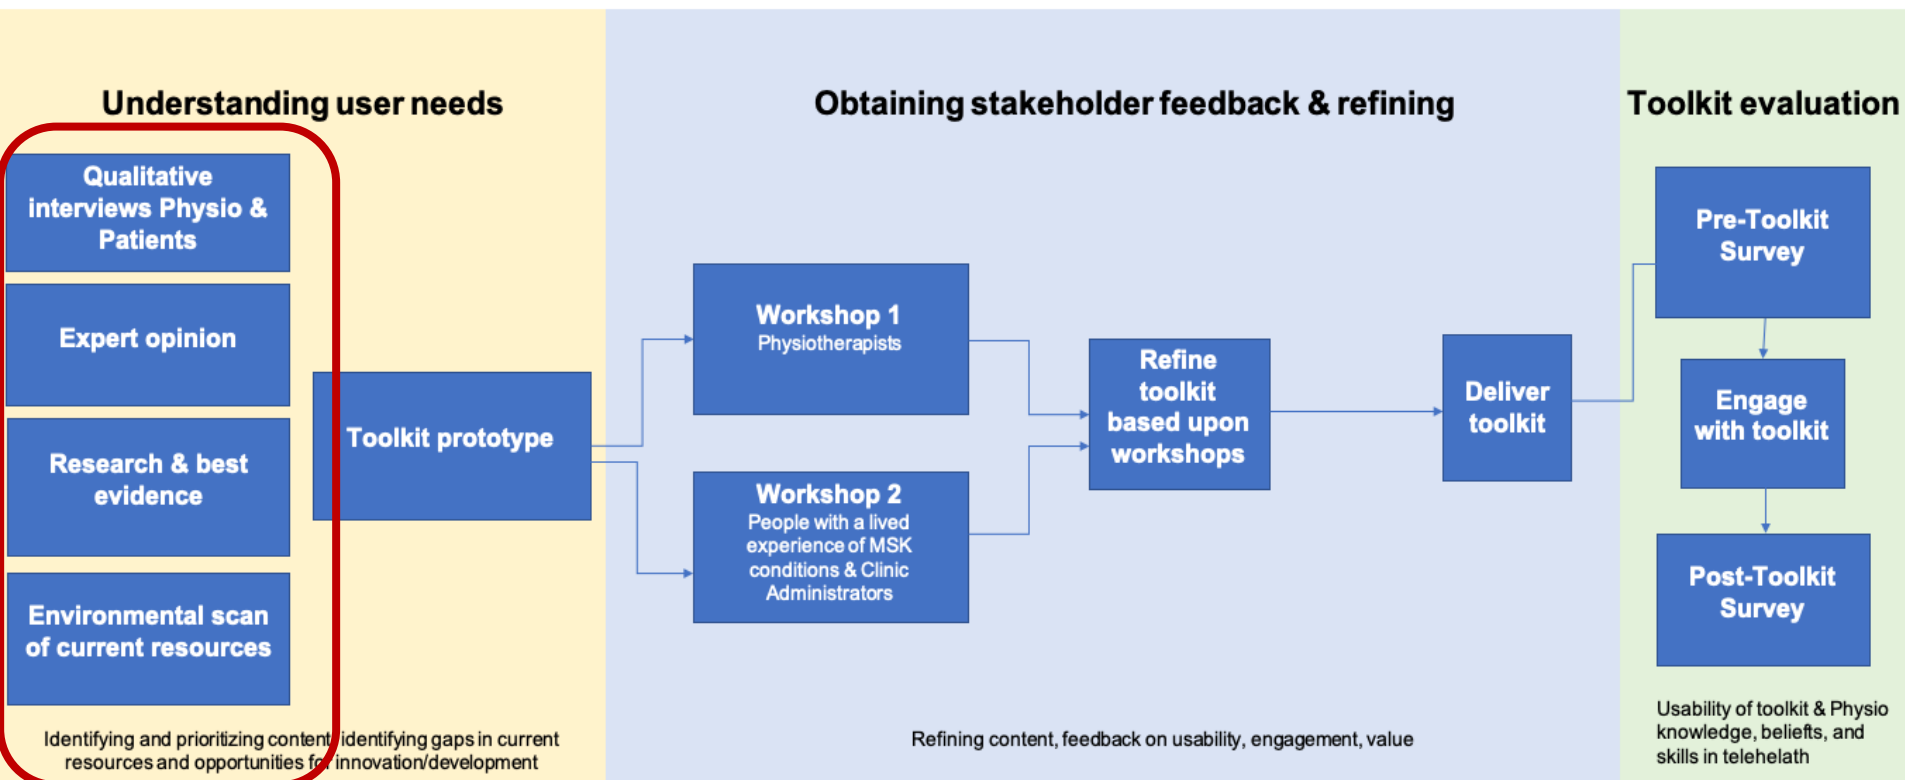 Understanding user needs
Qualitative
interviews Physio &
Patients
Expert opinion
Research & best
evidence
Environmental scan
of current resources
Toolkit prototype
Identifying and prioritizing content, identifying gaps in current
resources and opportunities for innovation/development
Obtaining stakeholder feedback & refining
Workshop 1
Physiotherapists
Workshop 2
People with a lived
experience of MSK
conditions & Clinic
Administrators
Refine
toolkit
based upon
workshops
Deliver
toolkit
Refining content, feedback on usability, engagement, value
Toolkit evaluation
Pre-Toolkit
Survey
Engage
with toolkit
Post-Toolkit
Survey
Usability of toolkit & Physio
knowledge, beliefts, and
skills in telehelath